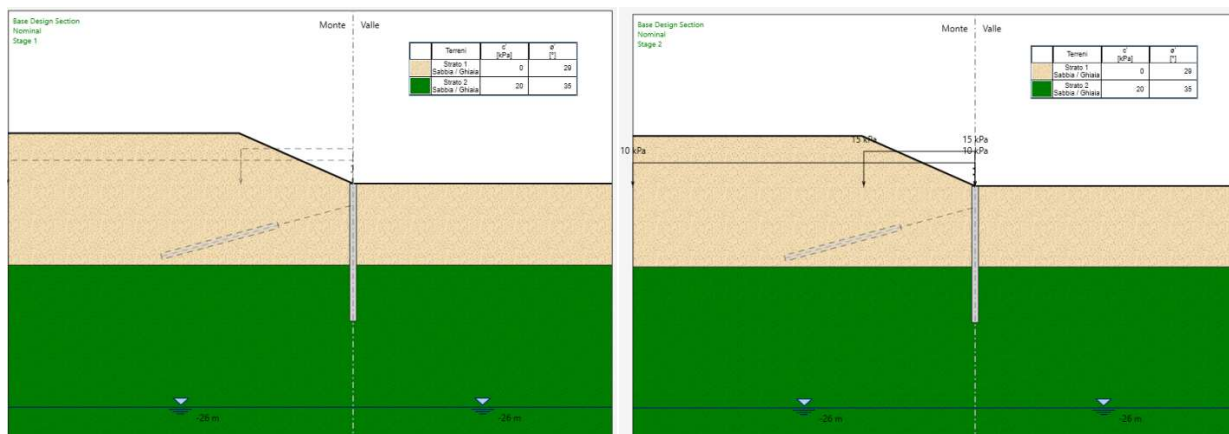 Base Design Section
Nominal
Stage 1
Monte
Valle
Terreni c' [kPa] ø' [°]
Strato 1
Sabbia / Ghiaia 0 29
Strato 2
Sabbia / Ghiaia 20 35
-26 m
-26 m
Base Design Section
Nominal
Stage 2
Monte
Valle
Terreni c' [kPa] ø' [°]
Strato 1
Sabbia / Ghiaia 0 29
Strato 2
Sabbia / Ghiaia 20 35
15 kPa
15 kPa
10 kPa
10 kPa
-26 m
-26 m